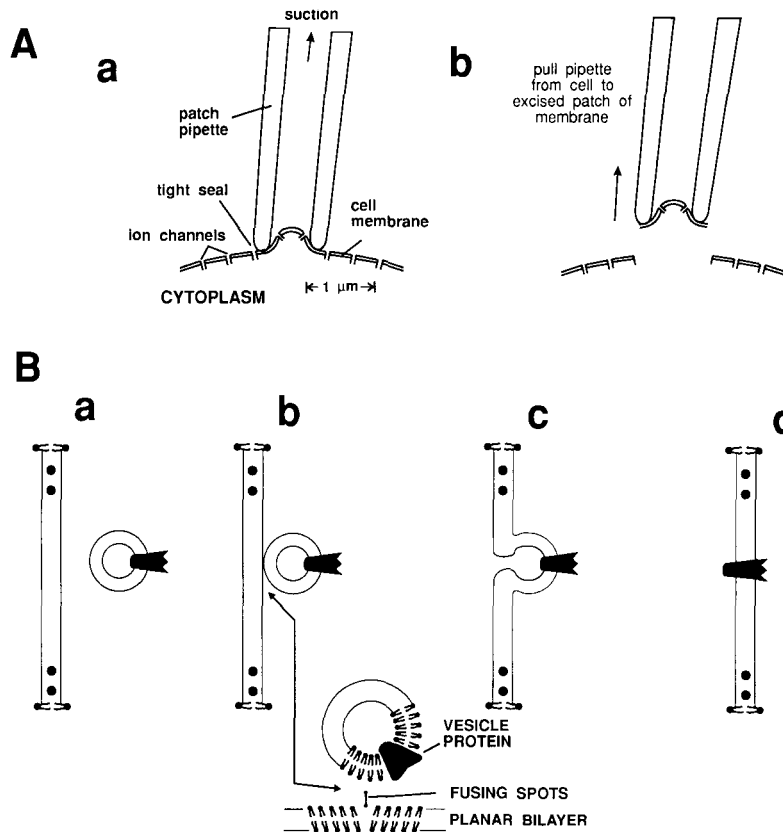 A
a
suction
patch
pipette
tight seal
ion channels
cell
membrane
CYTOPLASM
1 μm
b
pull pipette
from cell to
excised patch of
membrane
B
a
b
c
d
VESICLE
PROTEIN
FUSING SPOTS
PLANAR BILAYER